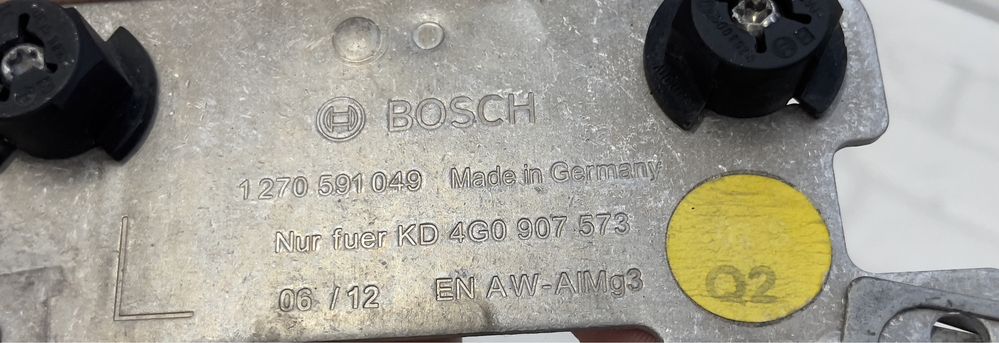 BOSCH
1 270 591 049 Made in Germany
Nur fuer KD 4G0 907 573
06 / 12 EN AW-AlMg3
Q2